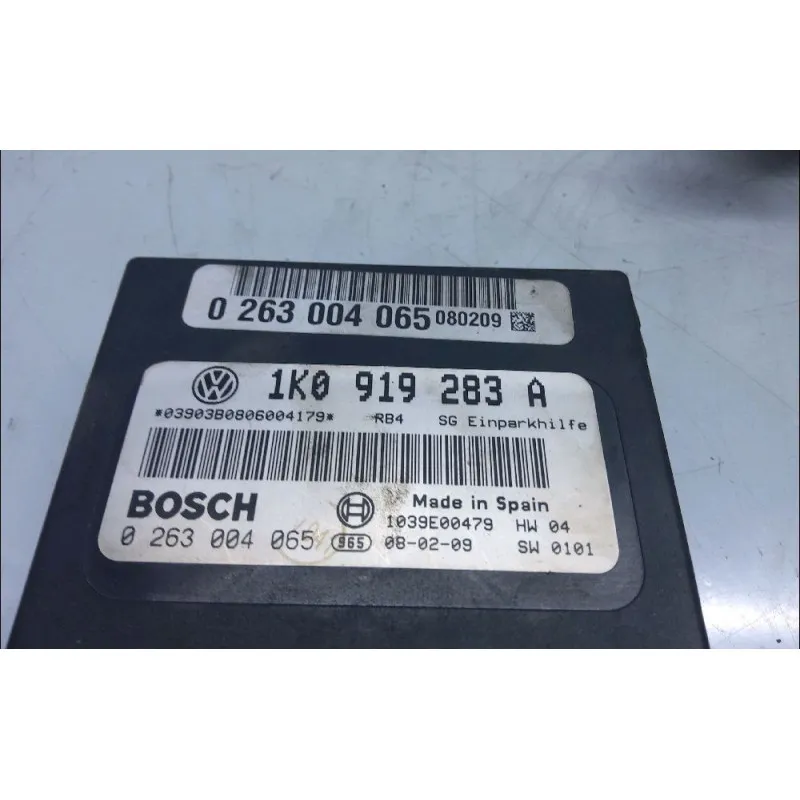 0 263 004 065 080209
1K0 919 283 A
*03903B0806004179* RB4 SG Einparkhilfe
BOSCH Made in Spain
1039E00479 HW 04
0 263 004 065 965 08-02-09 SW 0101